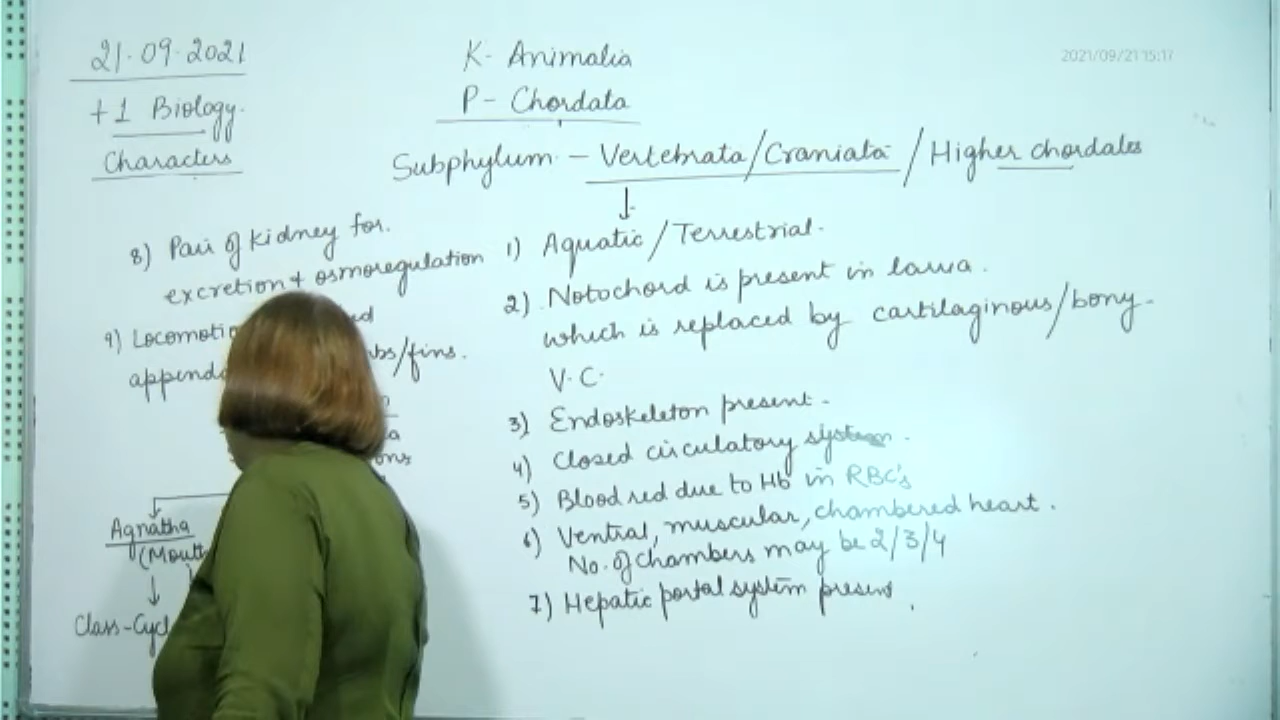 21.09.2021
+1 Biology.
Characters
K- Animalia
P- Chordata
2021/09/21 15:17
Subphylum - Vertebrata/Craniata/Higher chordates
1) Aquatic/Terrestrial.
2) Notochord is present in larva.
which is replaced by cartilaginous/bony.
V.C.
3) Endoskeleton present.
4) Closed circulatory system.
5) Blood red due to Hb in RBC's
6) Ventral, muscular, chambered heart.
No. of chambers may be 2/3/4
7) Hepatic portal system present.
8) Pair of kidney for.
excretion + osmoregulation
9)
/fins.
Agnatha
Class-